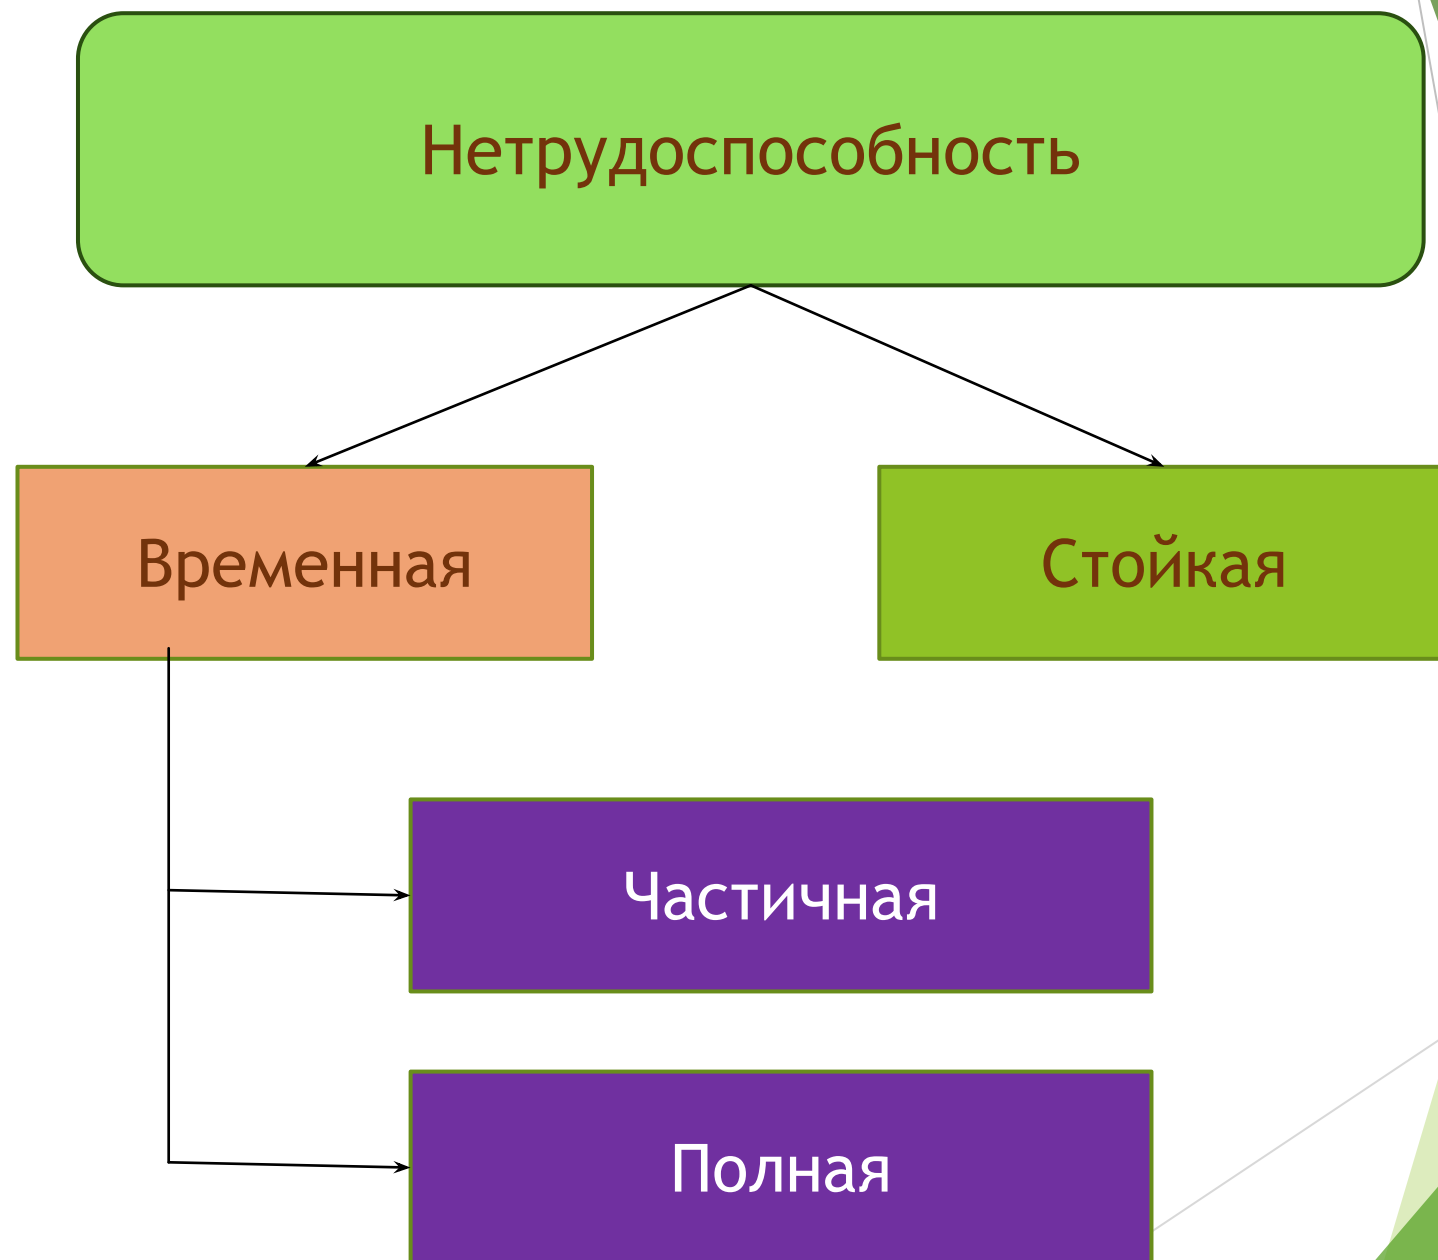 Нетрудоспособность
Временная
Стойкая
Частичная
Полная